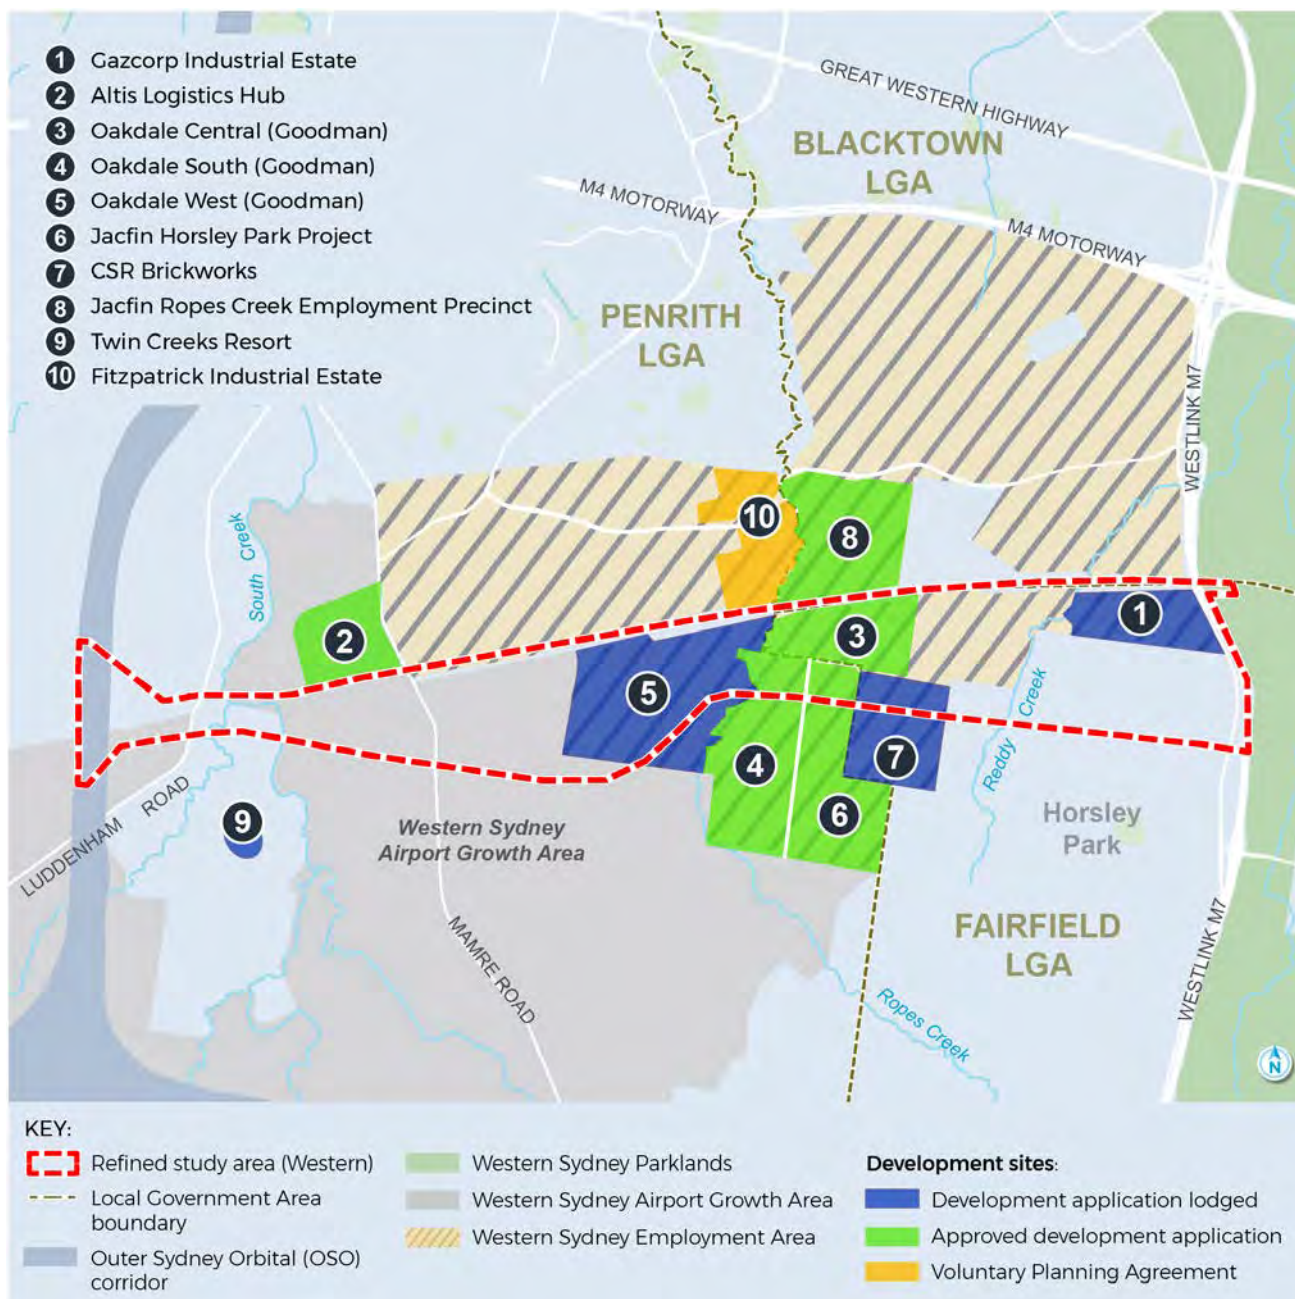 1 Gazcorp Industrial Estate
2 Altis Logistics Hub
3 Oakdale Central (Goodman)
4 Oakdale South (Goodman)
5 Oakdale West (Goodman)
6 Jacfin Horsley Park Project
7 CSR Brickworks
8 Jacfin Ropes Creek Employment Precinct
9 Twin Creeks Resort
10 Fitzpatrick Industrial Estate
GREAT WESTERN HIGHWAY
BLACKTOWN
LGA
M4 MOTORWAY
M4 MOTORWAY
PENRITH
LGA
WESTLINK M7
South Creek
10
8
2
3
1
5
Reddy Creek
4
7
6
9
LUDDENHAM ROAD
Western Sydney
Airport Growth Area
Horsley
Park
MAMRE ROAD
FAIRFIELD
LGA
WESTLINK M7
Ropes Creek
N
KEY:
Refined study area (Western)
Local Government Area
boundary
Outer Sydney Orbital (OSO)
corridor
Western Sydney Parklands
Western Sydney Airport Growth Area
Western Sydney Employment Area
Development sites:
Development application lodged
Approved development application
Voluntary Planning Agreement